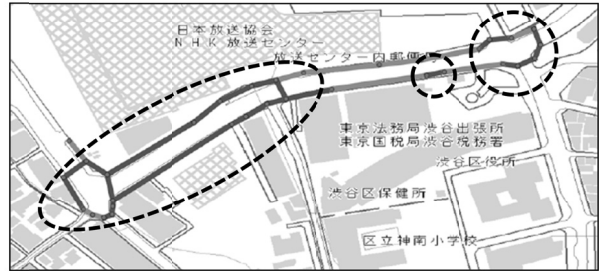 日本放送協会
NHK放送センター
放送センター内郵便局
東京法務局渋谷出張所
東京国税局渋谷税務署
渋谷区役所
渋谷区保健所
区立神南小学校